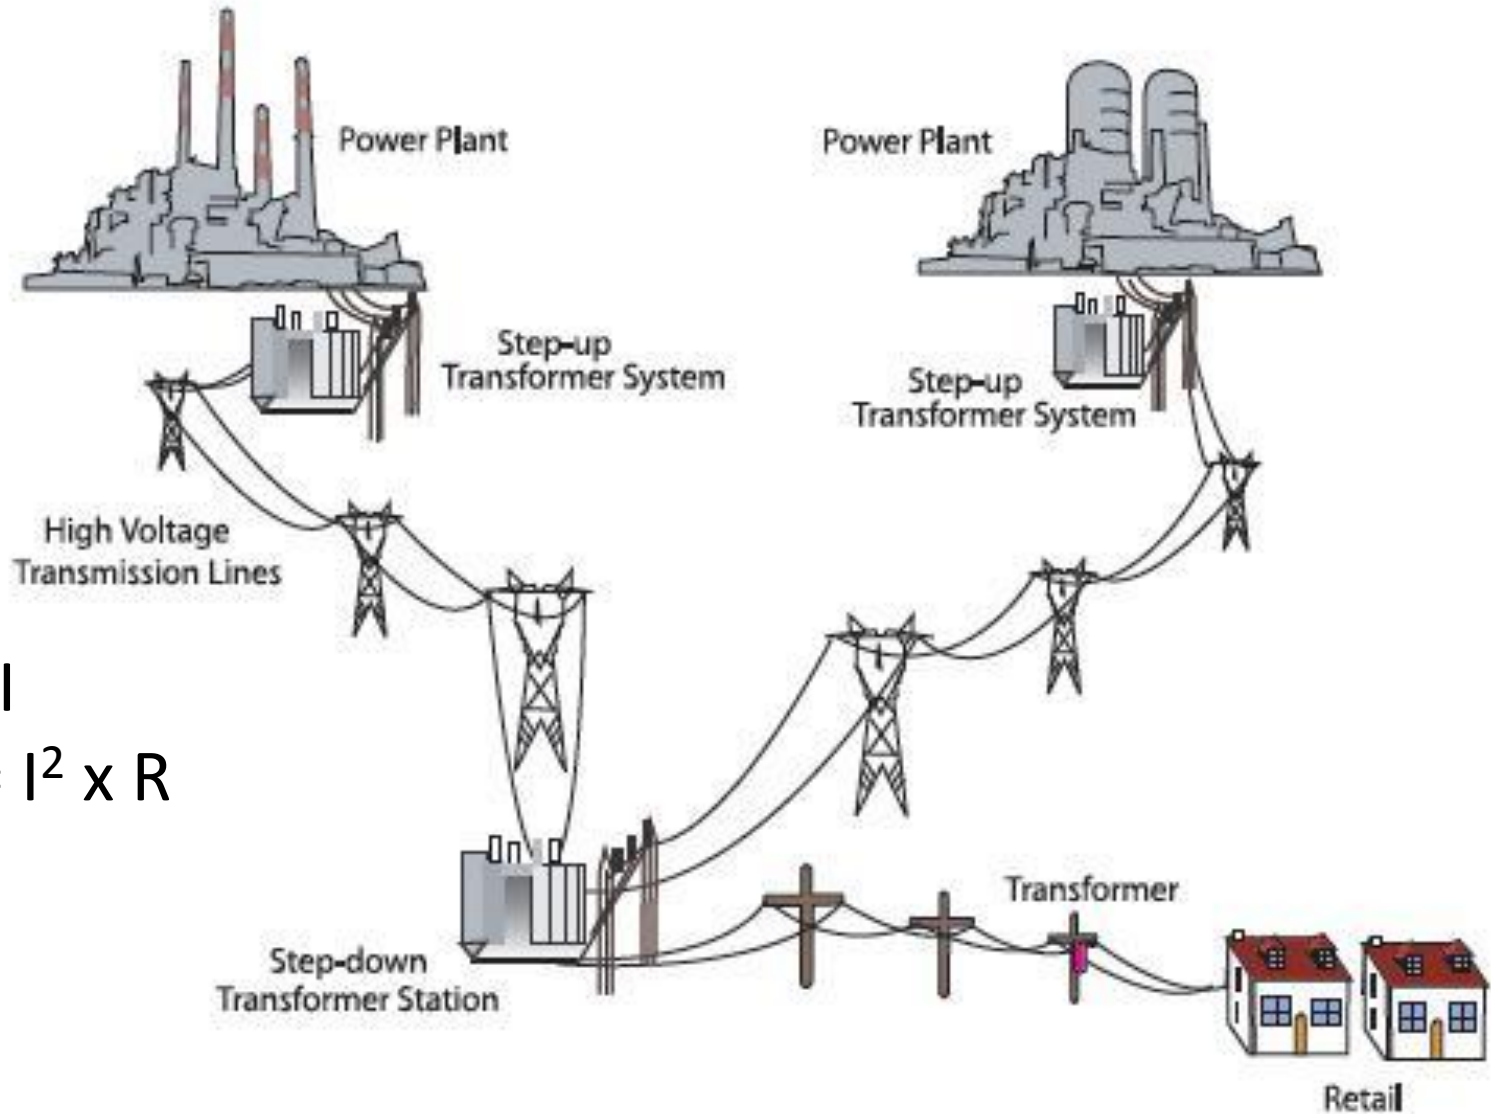 Power Plant
Power Plant
Step-up
Transformer System
Step-up
Transformer System
High Voltage
Transmission Lines
I
= I² x R
Transformer
Step-down
Transformer Station
Retail